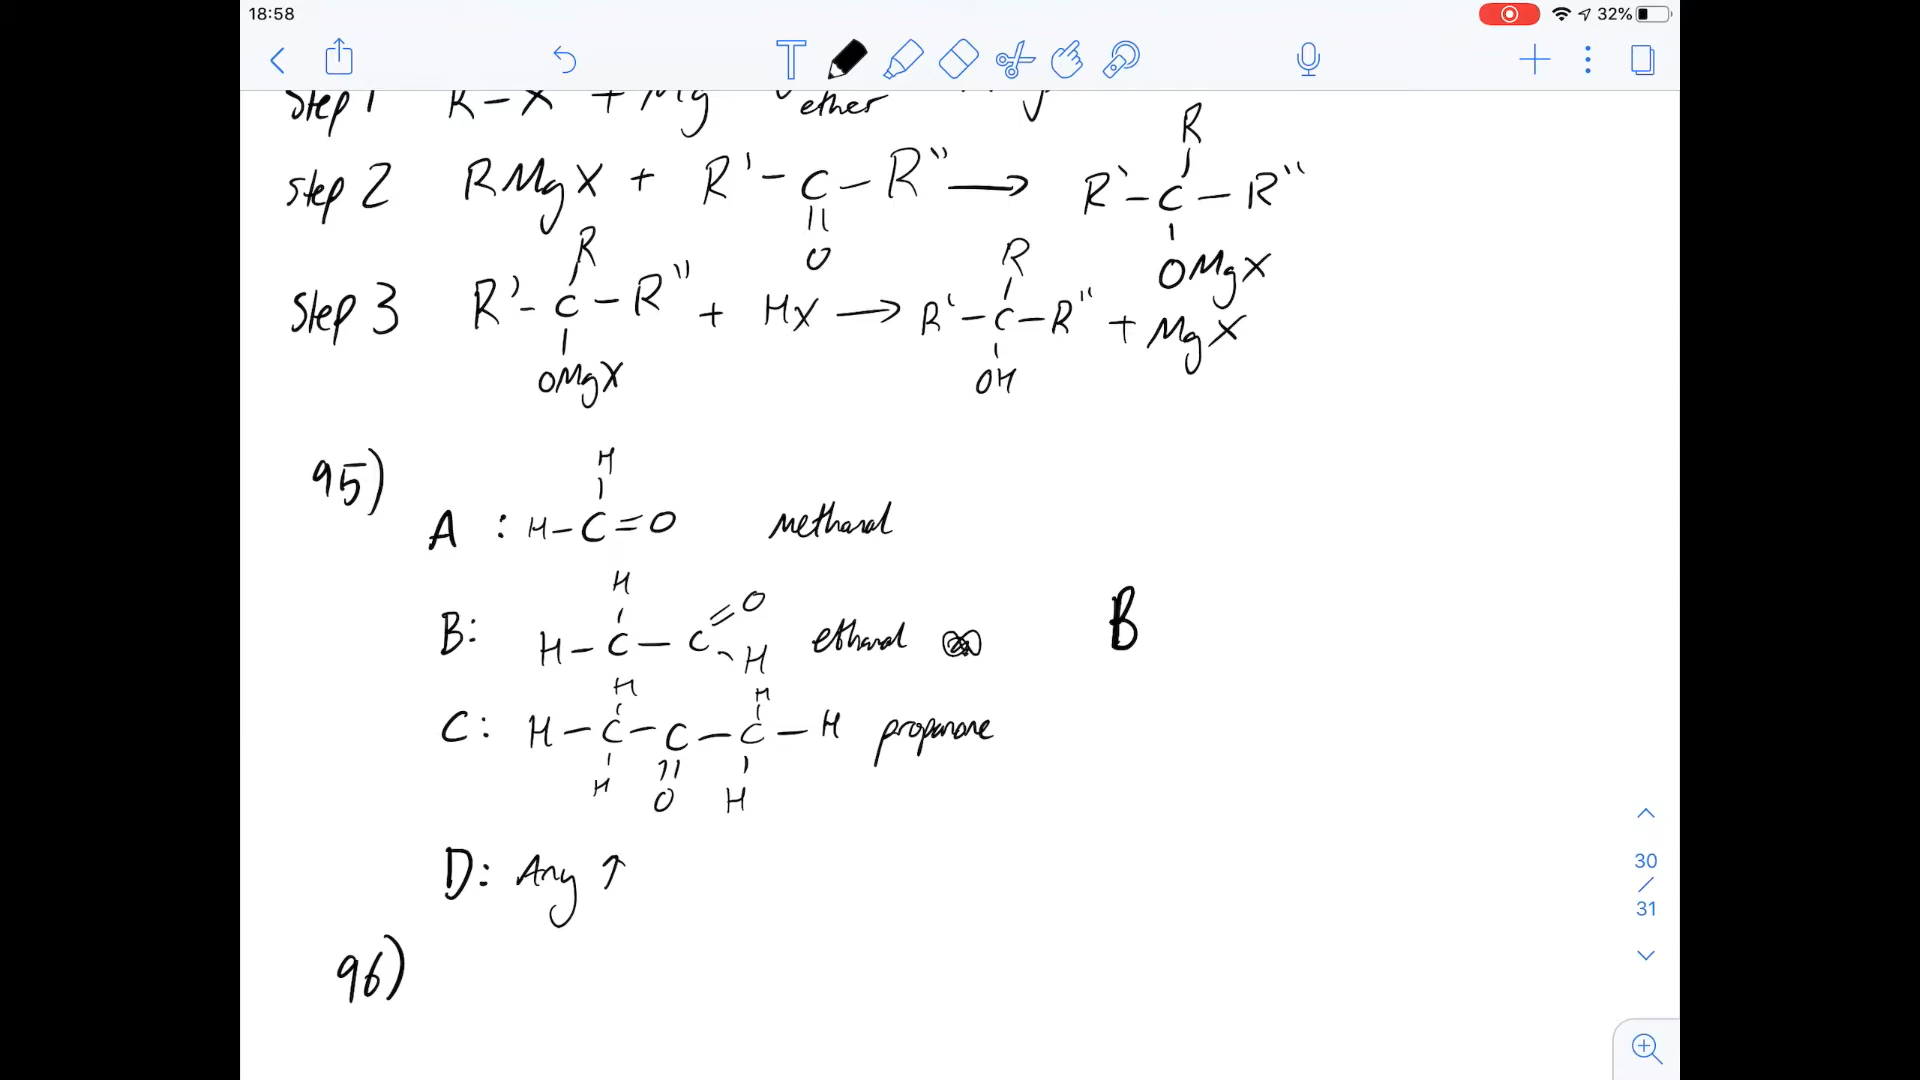 18:58
32%
T
Step 1 R-X + Mg ether
R
Step 2 RMgX + R'-C-R" → R'-C-R"
O
OMgX
R R
Step 3 R'-C-R" + HX → R'-C-R" + MgX
OMgX OH
95)
H
A : H-C=O methanal
H
B: H-C-C=O H ethanal B
H
H H
C: H-C-C-C-H propanone
H O H
D: Any ↑
96)
30
/
31